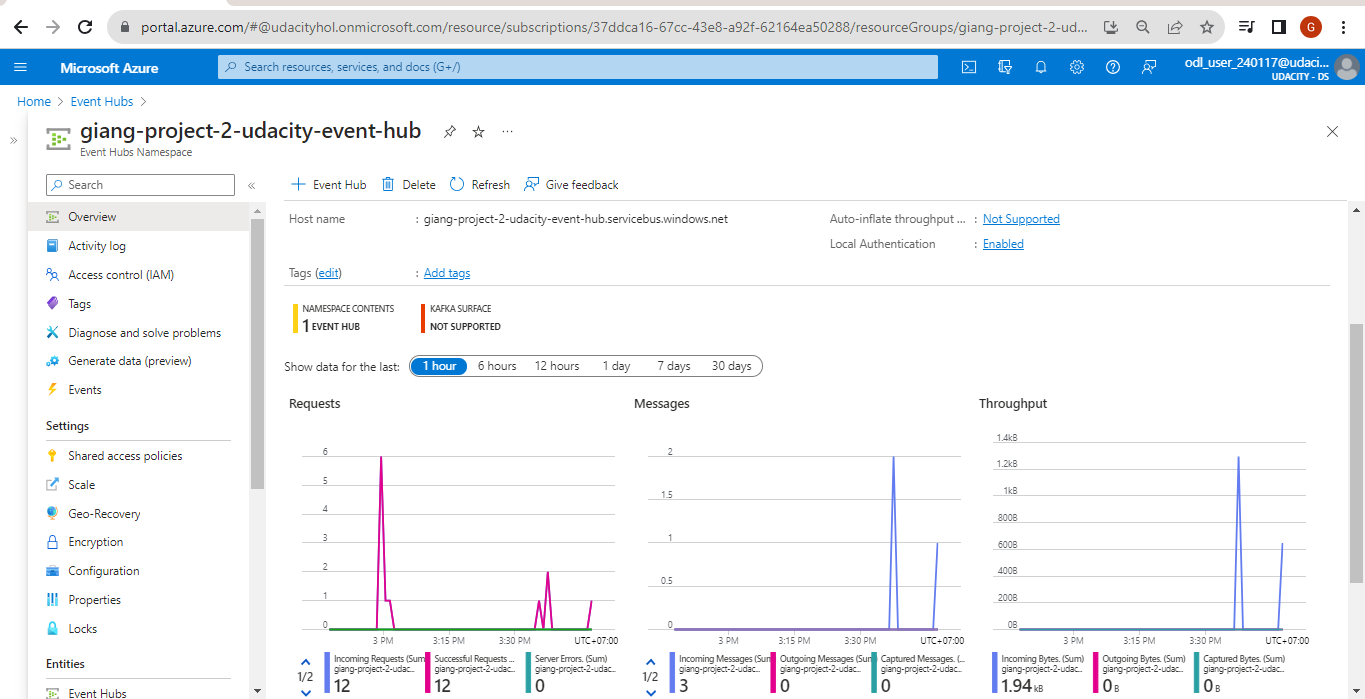 portal.azure.com/#@udacityhol.onmicrosoft.com/resource/subscriptions/37ddca16-67cc-43e8-a92f-62164ea50288/resourceGroups/giang-project-2-ud...
G
Microsoft Azure
Search resources, services, and docs (G+/)
odl_user_240117@udaci...
UDACITY - DS
Home > Event Hubs >
giang-project-2-udacity-event-hub
Event Hubs Namespace
Search
Overview
Activity log
Access control (IAM)
Tags
Diagnose and solve problems
Generate data (preview)
Events
Settings
Shared access policies
Scale
Geo-Recovery
Encryption
Configuration
Properties
Locks
Entities
Event Hubs
Event Hub Delete Refresh Give feedback
Host name : giang-project-2-udacity-event-hub.servicebus.windows.net
Auto-inflate throughput ... : Not Supported
Local Authentication : Enabled
Tags (edit) : Add tags
NAMESPACE CONTENTS
1 EVENT HUB
KAFKA SURFACE
NOT SUPPORTED
Show data for the last: 1 hour 6 hours 12 hours 1 day 7 days 30 days
Requests
6
5
4
3
2
1
0
3 PM 3:15 PM 3:30 PM UTC+07:00
1/2
Incoming Requests (Sum)
giang-project-2-udac...
12
Successful Requests ...
giang-project-2-udac...
12
Server Errors. (Sum)
giang-project-2-udac...
0
Messages
2
1.5
1
0.5
0
3 PM 3:15 PM 3:30 PM UTC+07:00
1/2
Incoming Messages (Sum)
giang-project-2-udac...
3
Outgoing Messages (Sum)
giang-project-2-udac...
0
Captured Messages. (...
giang-project-2-udac...
0
Throughput
1.4kB
1.2kB
1kB
800B
600B
400B
200B
0B
3 PM 3:15 PM 3:30 PM UTC+07:00
Incoming Bytes. (Sum)
giang-project-2-udac...
1.94 kB
Outgoing Bytes. (Sum)
giang-project-2-udac...
0 B
Captured Bytes. (Sum)
giang-project-2-udac...
0 B